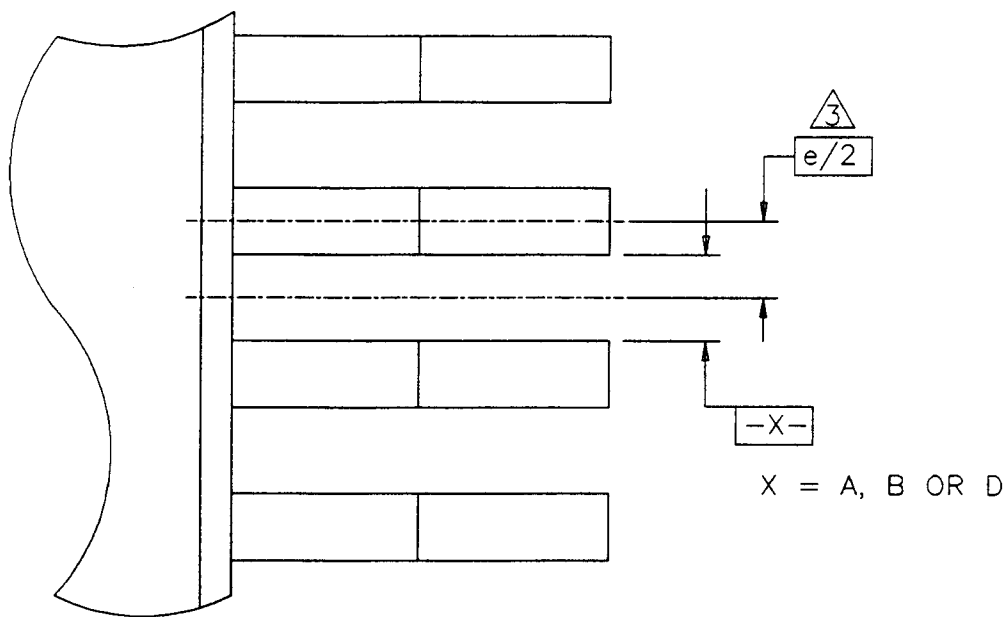 3
e/2
-X-
X = A, B OR D